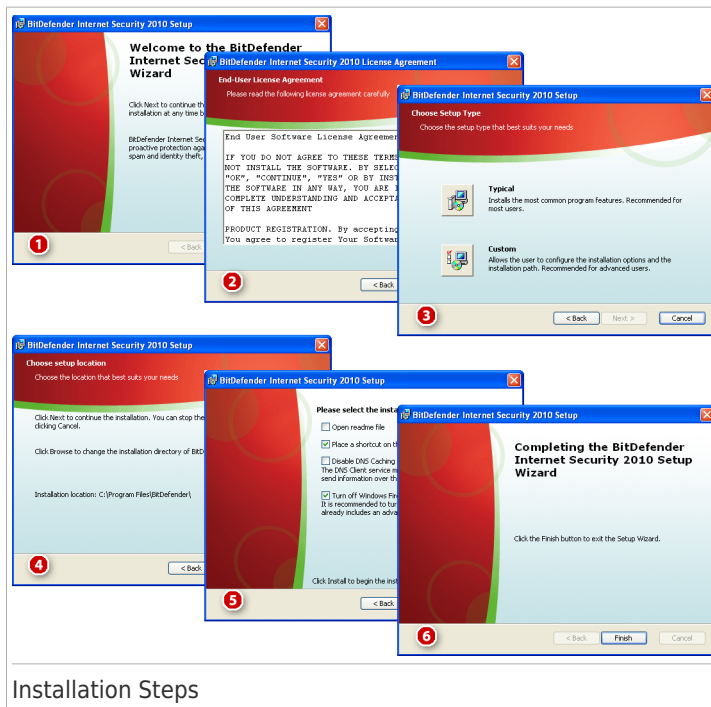 BitDefender Internet Security 2010 Setup
Welcome to the BitDefender
Internet Sec
Wizard
Click Next to continue th
installation at any time b
BitDefender Internet Se
proactive protection aga
spam and identity theft,
< Back
1
BitDefender Internet Security 2010 License Agreement
End-User License Agreement
Please read the following license agreement carefully
End User Software License Agreemen
IF YOU DO NOT AGREE TO THESE TERMS
NOT INSTALL THE SOFTWARE. BY SELEC
"OK", "CONTINUE", "YES" OR BY INST
THE SOFTWARE IN ANY WAY, YOU ARE I
COMPLETE UNDERSTANDING AND ACCEPTA
OF THIS AGREEMENT
PRODUCT REGISTRATION. By accepting
You agree to register Your Softwar
< Back
2
BitDefender Internet Security 2010 Setup
Choose Setup Type
Choose the setup type that best suits your needs
Typical
Installs the most common program features. Recommended for
most users.
Custom
Allows the user to configure the installation options and the
installation path. Recommended for advanced users.
3
< Back Next > Cancel
BitDefender Internet Security 2010 Setup
Choose setup location
Choose the location that best suits your needs
Click Next to continue the installation. You can stop the
clicking Cancel.
Click Browse to change the installation directory of BitD
Installation location: C:\Program Files\BitDefender\
4
< Back
BitDefender Internet Security 2010 Setup
Please select the insta
Open readme file
Place a shortcut on th
Disable DNS Caching
The DNS Client service m
send information over th
Turn off Windows Fire
It is recommended to tur
already includes an adva
Click Install to begin the inst
5
< Back
BitDefender Internet Security 2010 Setup
Completing the BitDefender
Internet Security 2010 Setup
Wizard
Click the Finish button to exit the Setup Wizard.
6
< Back Finish Cancel
Installation Steps